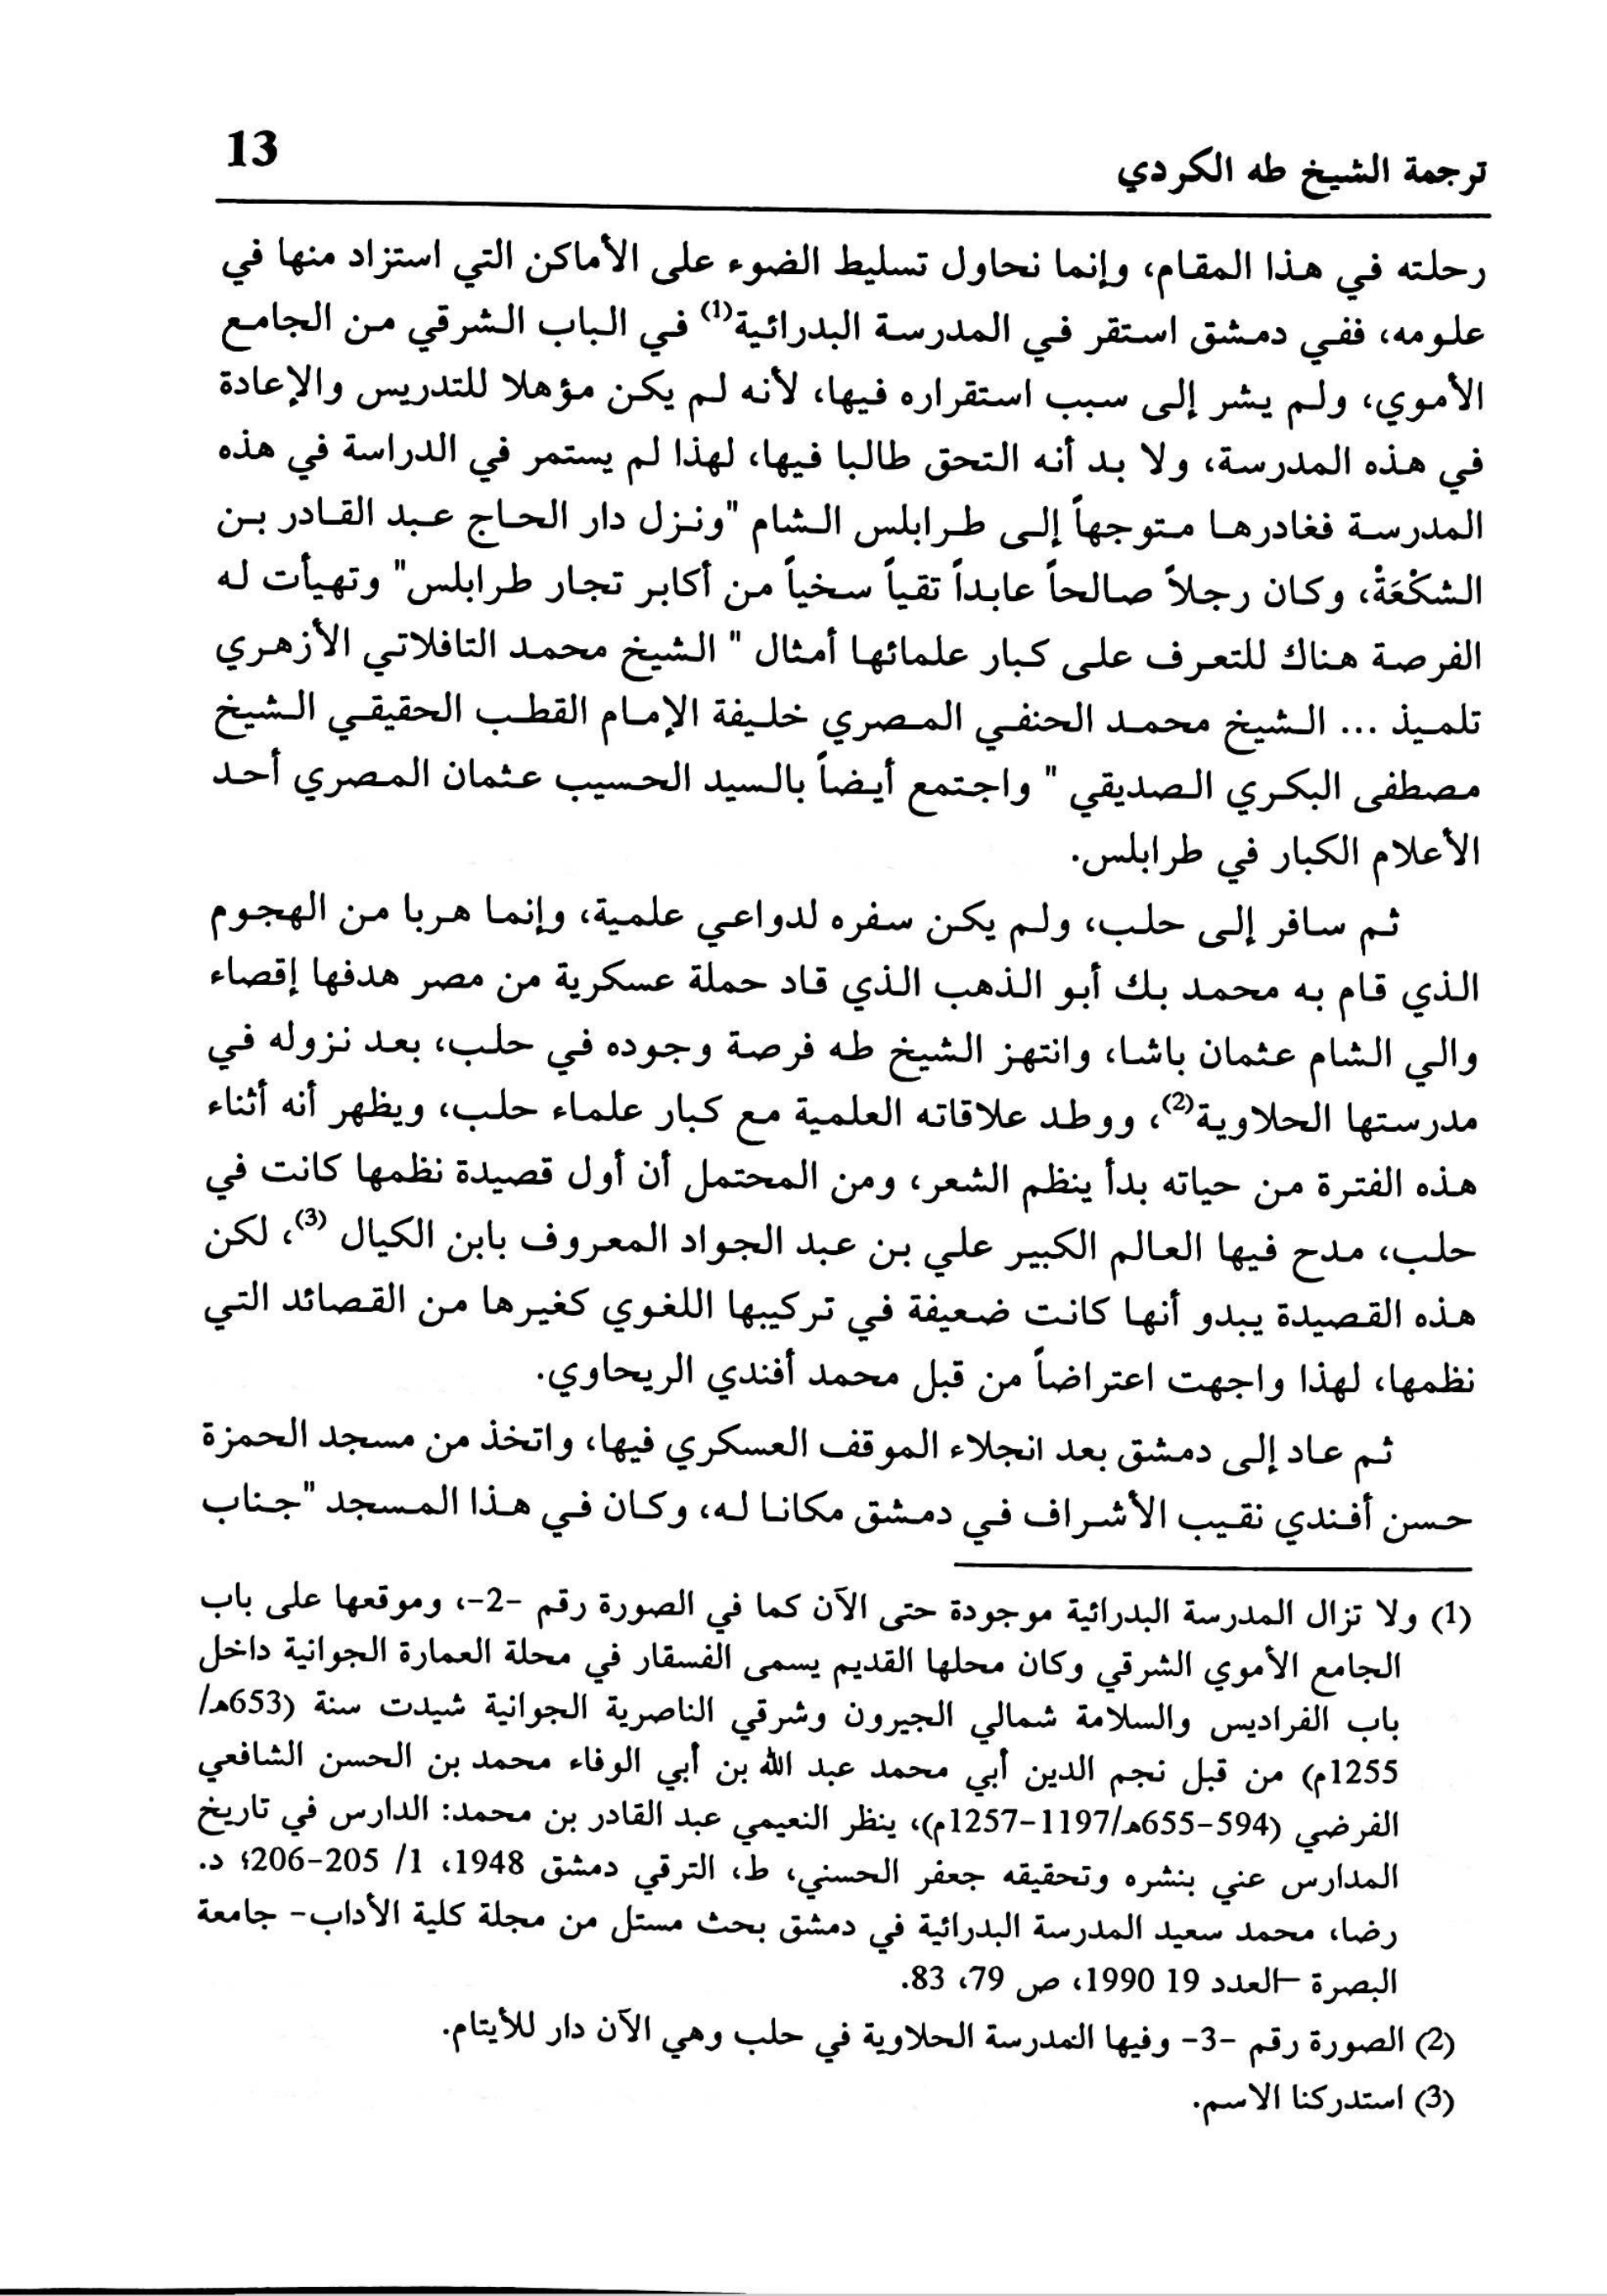 ترجمة الشيخ طه الكردي
13
رحلته في هذا المقام، وإنما نحاول تسليط الضوء على الأماكن التي استزاد منها في
علومه، ففي دمشق استقر في المدرسة البدرائية(1) في الباب الشرقي من الجامع
الأموي، ولم يشر إلى سبب استقراره فيها، لأنه لم يكن مؤهلا للتدريس والإعادة
في هذه المدرسة، ولا بد أنه التحق طالبا فيها، لهذا لم يستمر في الدراسة في هذه
المدرسة فغادرها متوجهاً إلى طرابلس الشام "ونزل دار الحاج عبد القادر بن
الشكْعَةْ، وكان رجلاً صالحاً عابداً تقياً سخياً من أكابر تجار طرابلس" وتهيأت له
الفرصة هناك للتعرف على كبار علمائها أمثال " الشيخ محمد التافلاتي الأزهري
تلميذ ... الشيخ محمد الحنفي المصري خليفة الإمام القطب الحقيقي الشيخ
مصطفى البكري الصديقي " واجتمع أيضاً بالسيد الحسيب عثمان المصري أحد
الأعلام الكبار في طرابلس.
ثم سافر إلى حلب، ولم يكن سفره لدواعي علمية، وإنما هربا من الهجوم
الذي قام به محمد بك أبو الذهب الذي قاد حملة عسكرية من مصر هدفها إقصاء
والي الشام عثمان باشا، وانتهز الشيخ طه فرصة وجوده في حلب، بعد نزوله في
مدرستها الحلاوية(2)، ووطد علاقاته العلمية مع كبار علماء حلب، ويظهر أنه أثناء
هذه الفترة من حياته بدأ ينظم الشعر، ومن المحتمل أن أول قصيدة نظمها كانت في
حلب، مدح فيها العالم الكبير علي بن عبد الجواد المعروف بابن الكيال (3)، لكن
هذه القصيدة يبدو أنها كانت ضعيفة في تركيبها اللغوي كغيرها من القصائد التي
نظمها، لهذا واجهت اعتراضاً من قبل محمد أفندي الريحاوي.
ثم عاد إلى دمشق بعد انجلاء الموقف العسكري فيها، واتخذ من مسجد الحمزة
حسن أفندي نقيب الأشراف في دمشق مكانا له، وكان في هذا المسجد "جناب
(1) ولا تزال المدرسة البدرائية موجودة حتى الآن كما في الصورة رقم -2-، وموقعها على باب
الجامع الأموي الشرقي وكان محلها القديم يسمى الفسقار في محلة العمارة الجوانية داخل
باب الفراديس والسلامة شمالي الجيرون وشرقي الناصرية الجوانية شيدت سنة (653هـ/
1255م) من قبل نجم الدين أبي محمد عبد الله بن أبي الوفاء محمد بن الحسن الشافعي
الفرضي (594-655هـ/1197-1257م)، ينظر النعيمي عبد القادر بن محمد: الدارس في تاريخ
المدارس عني بنشره وتحقيقه جعفر الحسني، ط، الترقي دمشق 1948، 1/ 205-206؛ د.
رضا، محمد سعيد المدرسة البدرائية في دمشق بحث مستل من مجلة كلية الأداب- جامعة
البصرة -العدد 19 1990، ص 79، 83.
(2) الصورة رقم -3- وفيها المدرسة الحلاوية في حلب وهي الآن دار للأيتام.
(3) استدركنا الاسم.